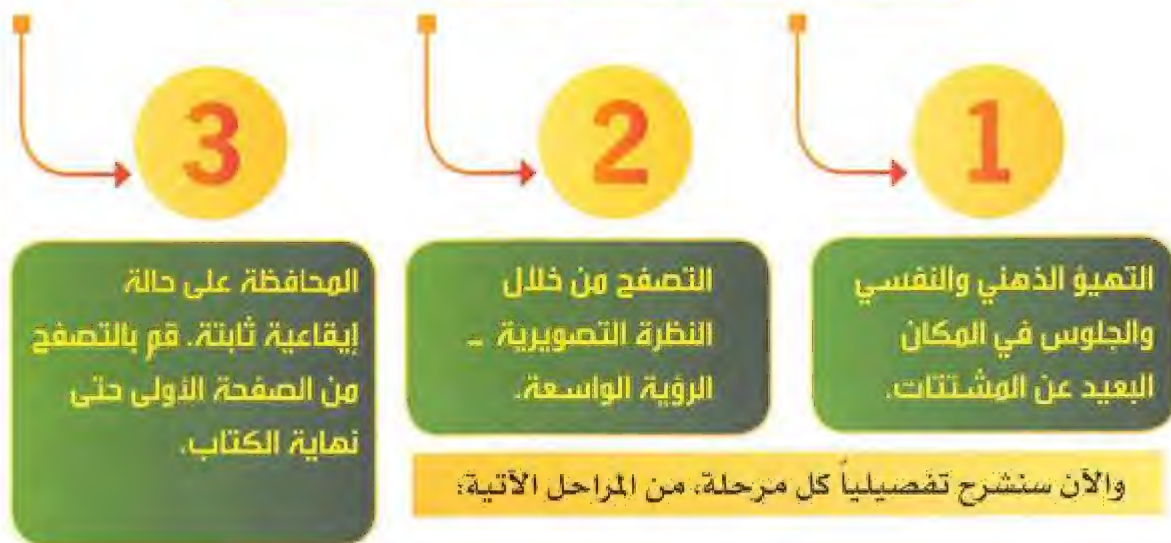 1
التهيؤ الذهني والنفسي
والجلوس في المكان
البعيد عن المشتتات.
2
التصفح من خلال
النظرة التصويرية -
الرؤية الواسعة.
3
المحافظة على حالة
إيقاعية ثابتة. قم بالتصفح
من الصفحة الأولى حتى
نهاية الكتاب.
والآن سنشرح تفصيلياً كل مرحلة، من المراحل الآتية: